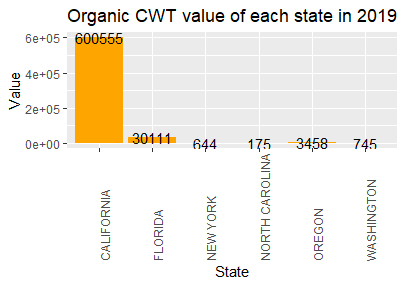 Organic CWT value of each state in 2019
6e+05
4e+05
2e+05
0e+00
Value
600555
30111
644
175
3458
745
CALIFORNIA
FLORIDA
NEW YORK
NORTH CAROLINA
OREGON
WASHINGTON
State